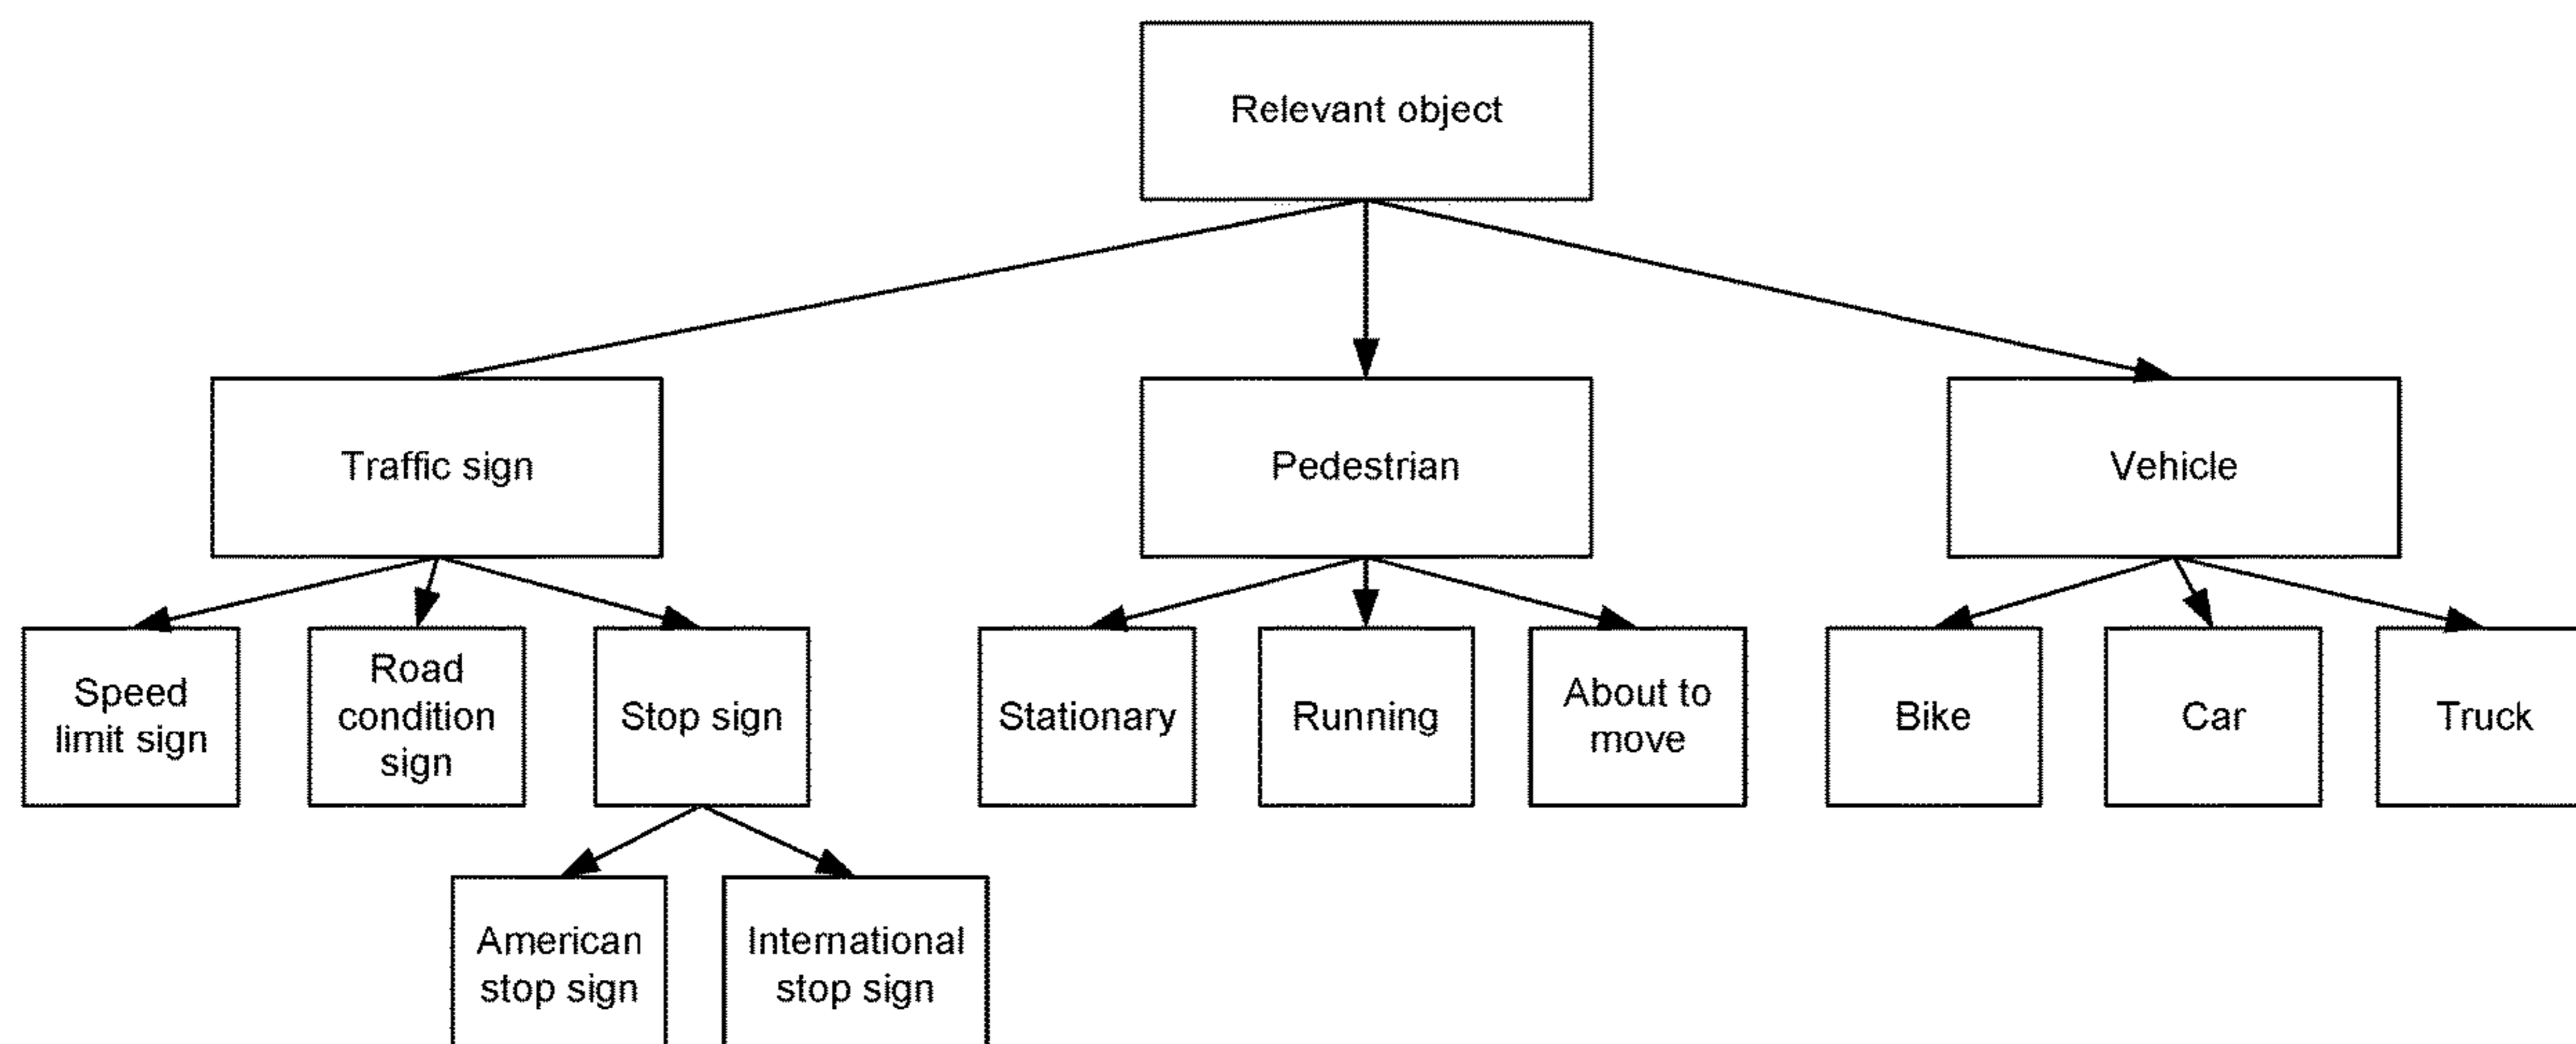 Relevant object
Traffic sign
Pedestrian
Vehicle
Speed
limit sign
Road
condition
sign
Stop sign
Stationary
Running
About to
move
Bike
Car
Truck
American
stop sign
International
stop sign